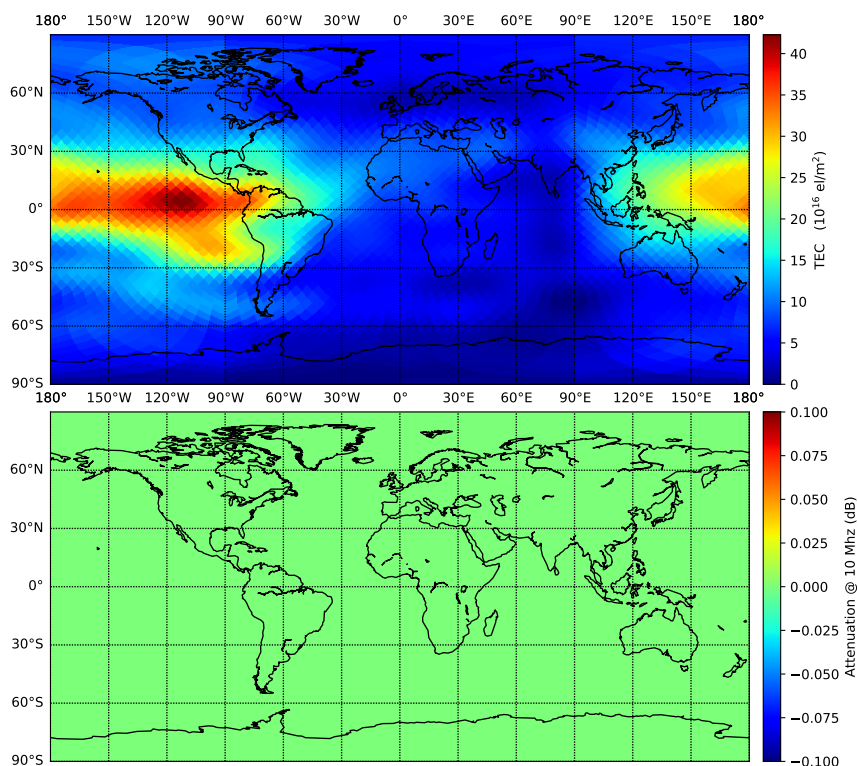 180° 150°W 120°W 90°W 60°W 30°W 0° 30°E 60°E 90°E 120°E 150°E 180°
60°N
30°N
0°
30°S
60°S
90°S
40
35
30
25
20
15
10
5
0
TEC (10¹⁶ el/m²)
180° 150°W 120°W 90°W 60°W 30°W 0° 30°E 60°E 90°E 120°E 150°E 180°
60°N
30°N
0°
30°S
60°S
90°S
0.100
0.075
0.050
0.025
0.000
−0.025
−0.050
−0.075
−0.100
Attenuation @ 10 Mhz (dB)